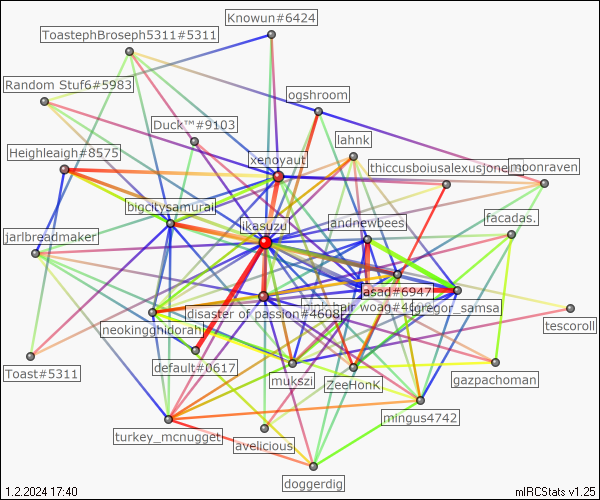 Knowun#6424
ToastephBroseph5311#5311
Random Stuf6#5983
ogshroom
Duck™#9103
lahnk
Heighleaigh#8575
xenoyaut
thiccusboiusalexusjone
moonraven
bigcitysamurai
ikasuzu
andnewbees
facadas.
jarlbreadmaker
asad#6947
disaster of passion#4608
woag#4
gregor_samsa
neokingghidorah
tescoroll
default#0617
Toast#5311
mukszi
ZeeHonK
gazpachoman
mingus4742
turkey_mcnugget
avelicious
doggerdig
1.2.2024 17:40
mIRCStats v1.25